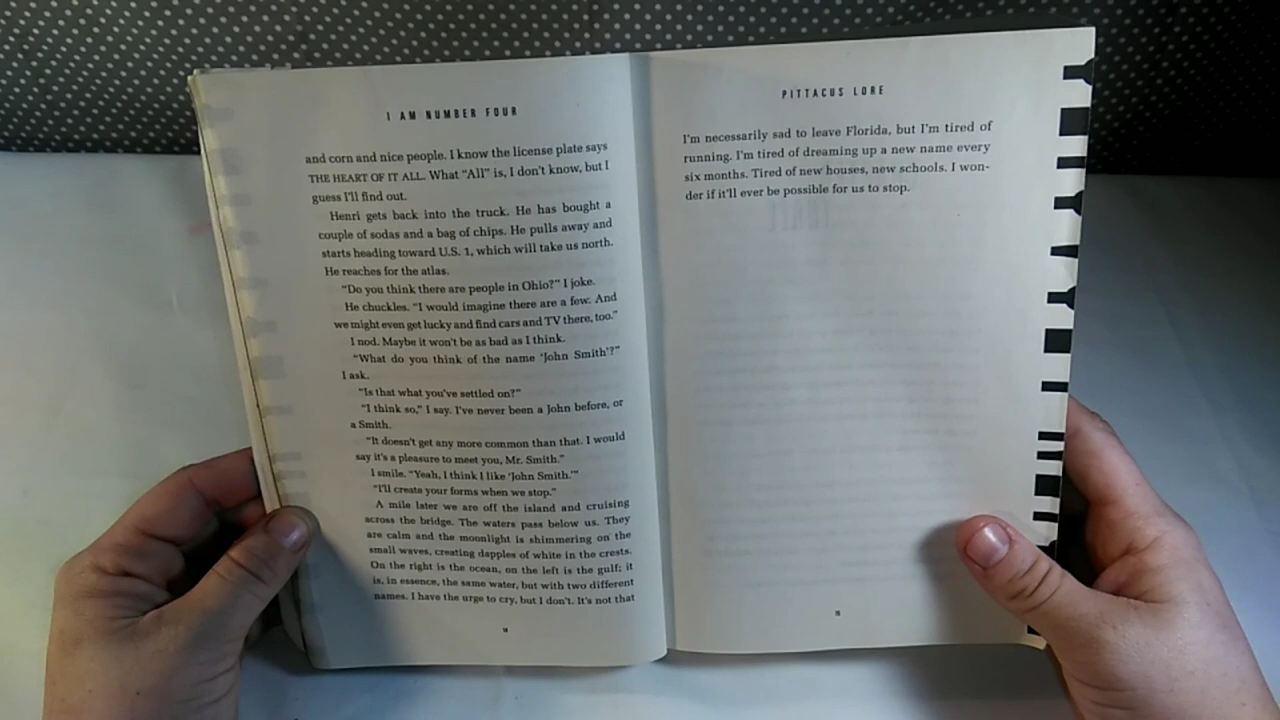 I AM NUMBER FOUR
and corn and nice people. I know the license plate says
THE HEART OF IT ALL. What “All” is, I don’t know, but I
guess I’ll find out.
Henri gets back into the truck. He has bought a
couple of sodas and a bag of chips. He pulls away and
starts heading toward U.S. 1, which will take us north.
He reaches for the atlas.
“Do you think there are people in Ohio?” I joke.
He chuckles. “I would imagine there are a few. And
we might even get lucky and find cars and TV there, too.”
I nod. Maybe it won’t be as bad as I think.
“What do you think of the name ‘John Smith’?”
I ask.
“Is that what you’ve settled on?”
“I think so,” I say. I’ve never been a John before, or
a Smith.
“It doesn’t get any more common than that. I would
say it’s a pleasure to meet you, Mr. Smith.”
I smile. “Yeah, I think I like ‘John Smith.’”
“I’ll create your forms when we stop.”
A mile later we are off the island and cruising
across the bridge. The waters pass below us. They
are calm and the moonlight is shimmering on the
small waves, creating dapples of white in the crests.
On the right is the ocean, on the left is the gulf; it
is, in essence, the same water, but with two different
names. I have the urge to cry, but I don’t. It’s not that
PITTACUS LORE
I’m necessarily sad to leave Florida, but I’m tired of
running. I’m tired of dreaming up a new name every
six months. Tired of new houses, new schools. I won-
der if it’ll ever be possible for us to stop.